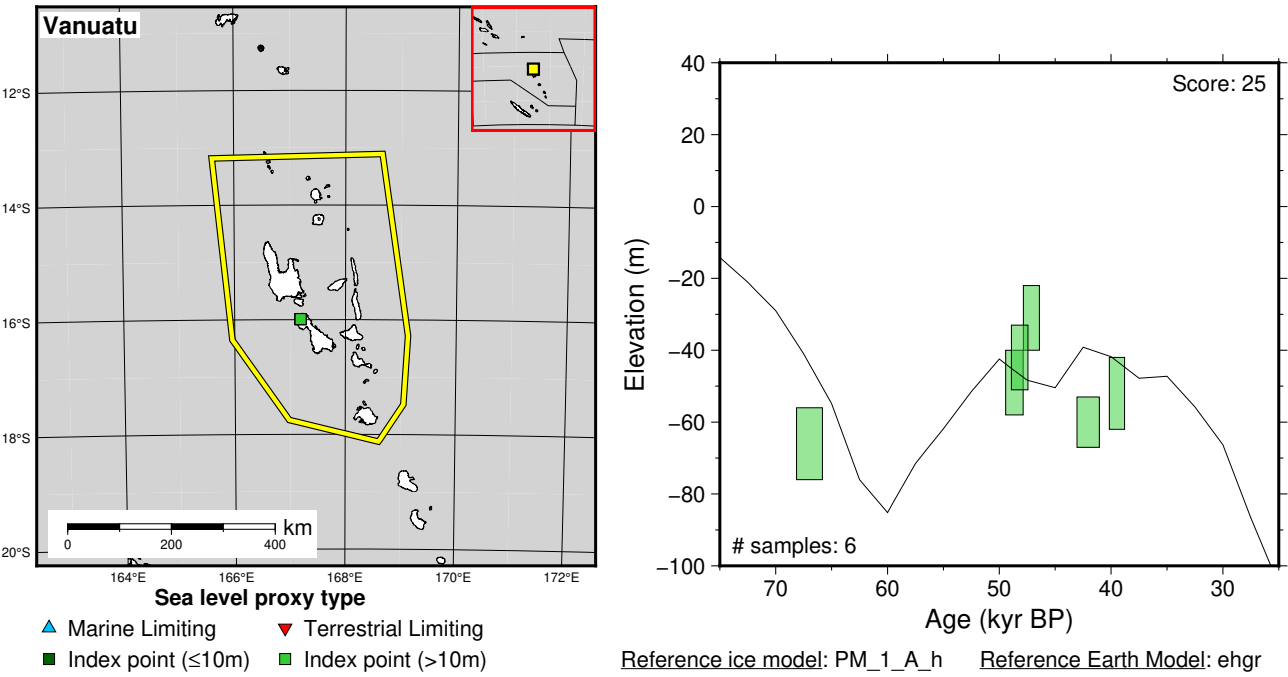 Vanuatu
12°S
14°S
16°S
18°S
20°S
164°E 166°E 168°E 170°E 172°E
km
0 200 400
Sea level proxy type
Marine Limiting
Terrestrial Limiting
Index point (≤10m)
Index point (>10m)
Score: 25
40
20
0
−20
−40
−60
−80
−100
Elevation (m)
# samples: 6
70 60 50 40 30
Age (kyr BP)
Reference ice model: PM_1_A_h Reference Earth Model: ehgr